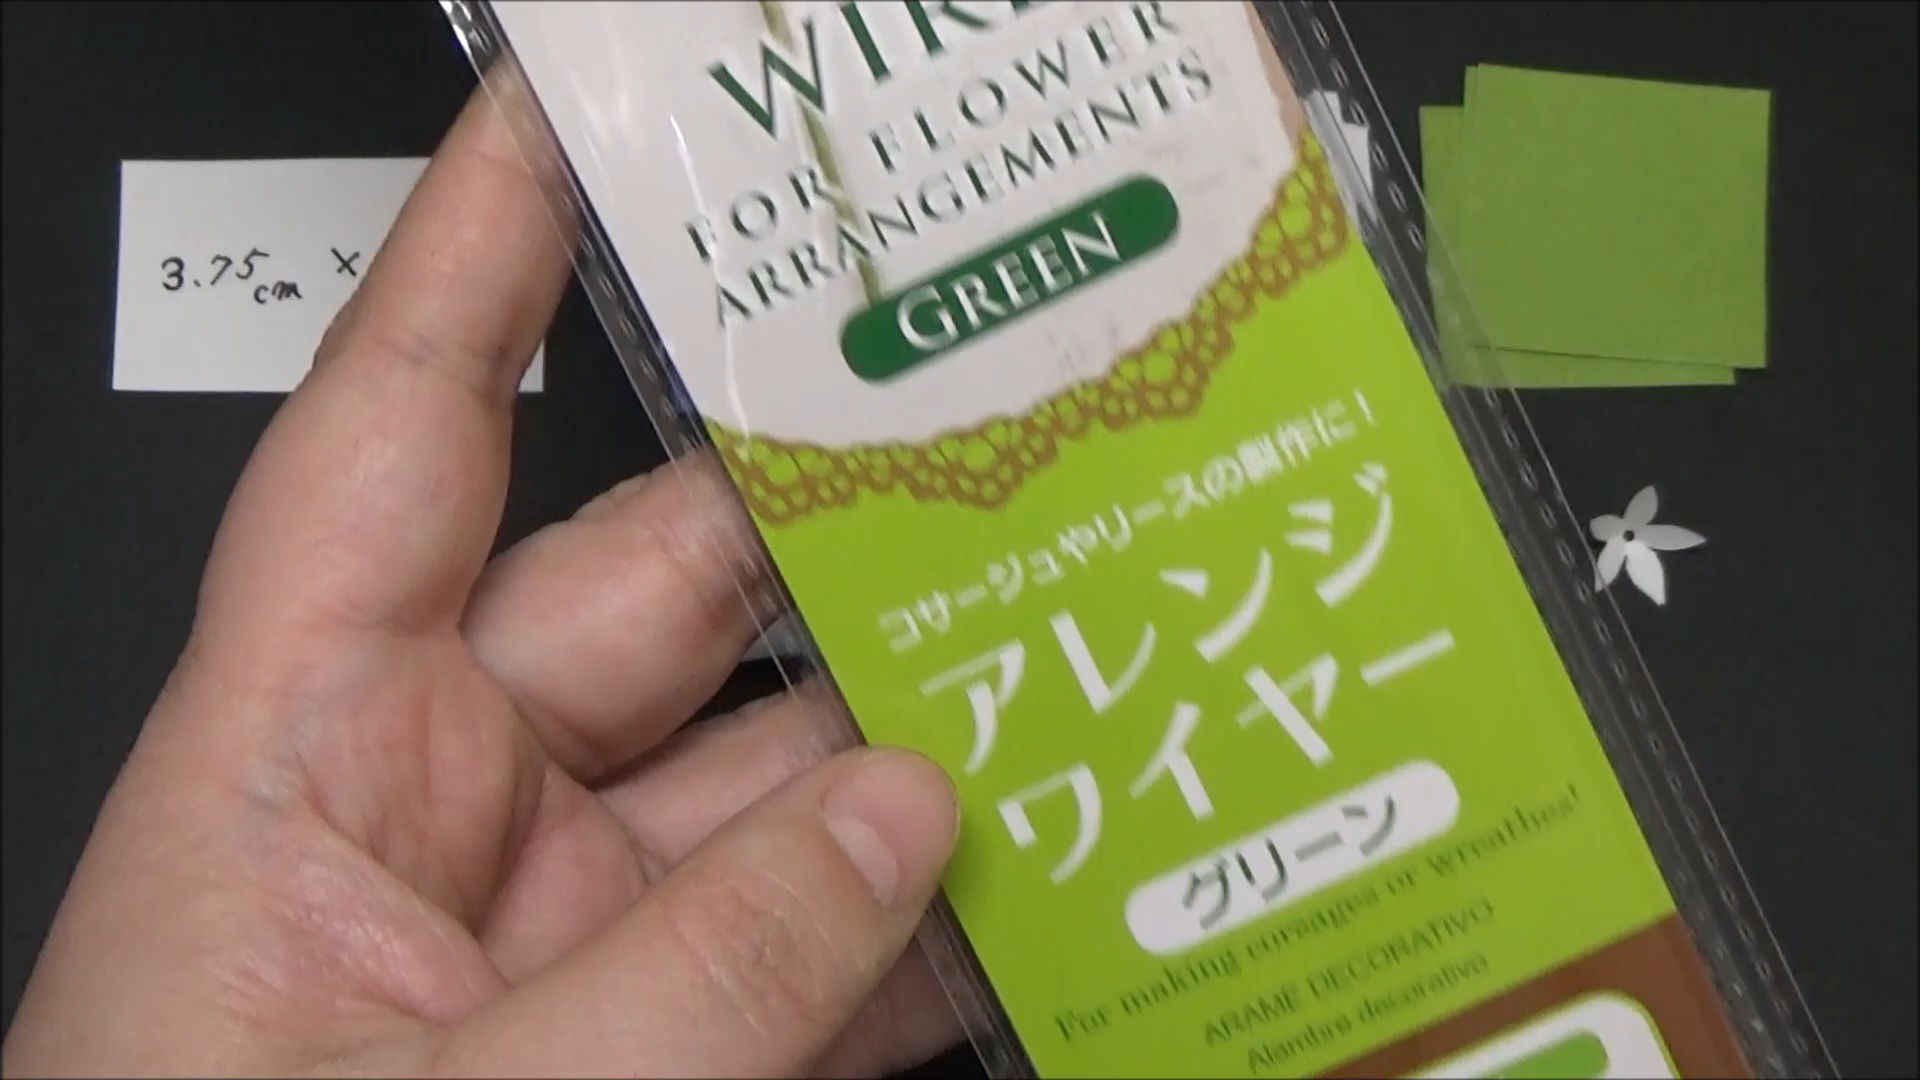 3.75cm ×
WIRE
FOR FLOWER
ARRANGEMENTS
GREEN
コサージュやリースの製作に！
アレンジ
ワイヤー
グリーン
For making corsages or wreathes!
ARAME DECORATIVO
Alambre decorativo